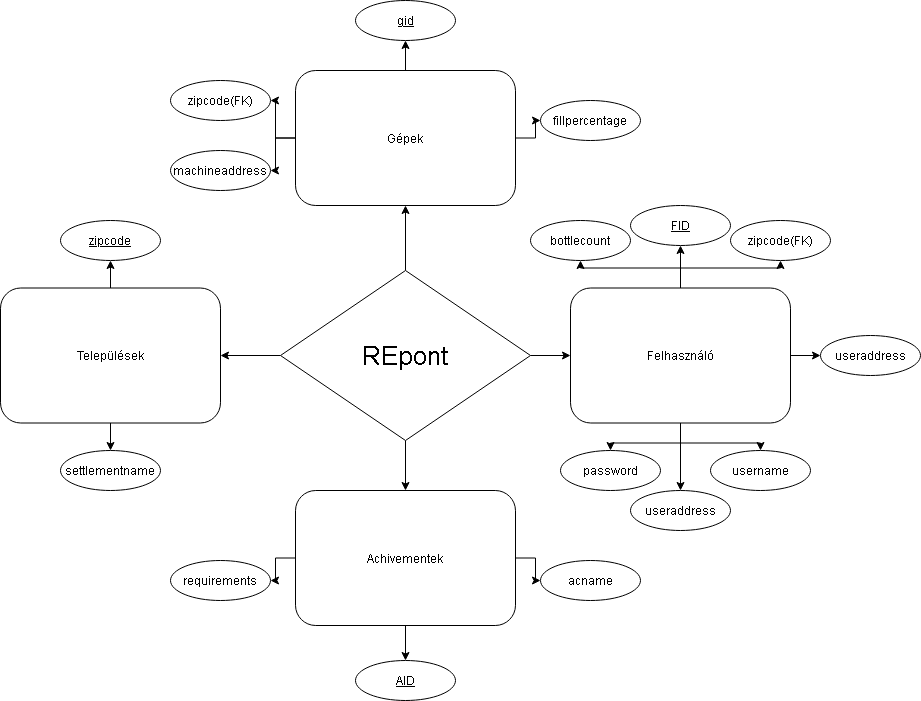 gid
zipcode(FK)
Gépek
fillpercentage
machineaddress
zipcode
bottlecount
FID
zipcode(FK)
Települések
REpont
Felhasználó
useraddress
settlementname
password
username
useraddress
requirements
Achivementek
acname
AID